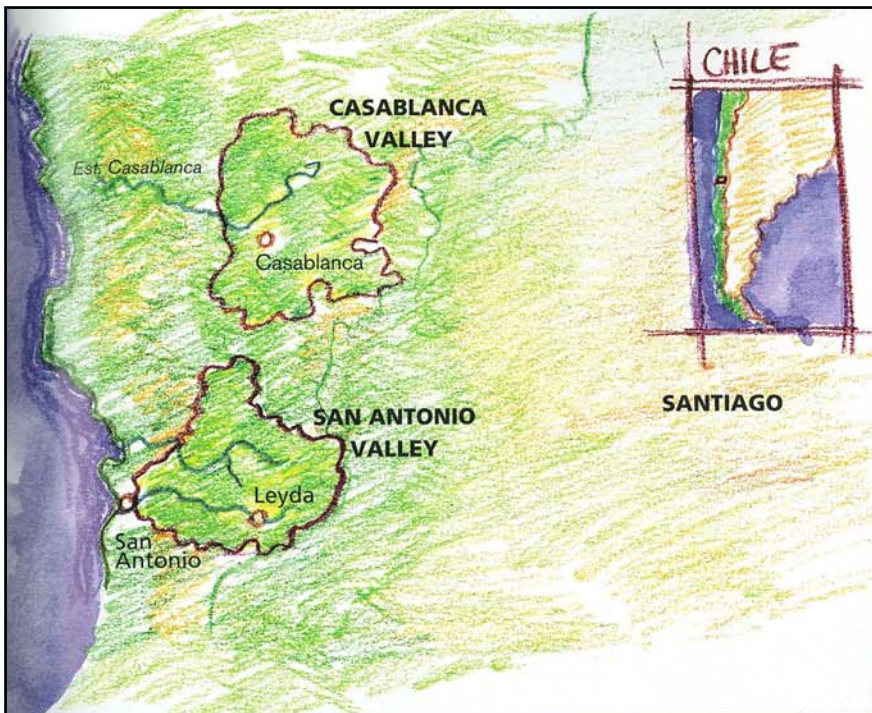 CHILE
CASABLANCA
VALLEY
Est. Casablanca
Casablanca
SANTIAGO
SAN ANTONIO
VALLEY
Leyda
San
Antonio